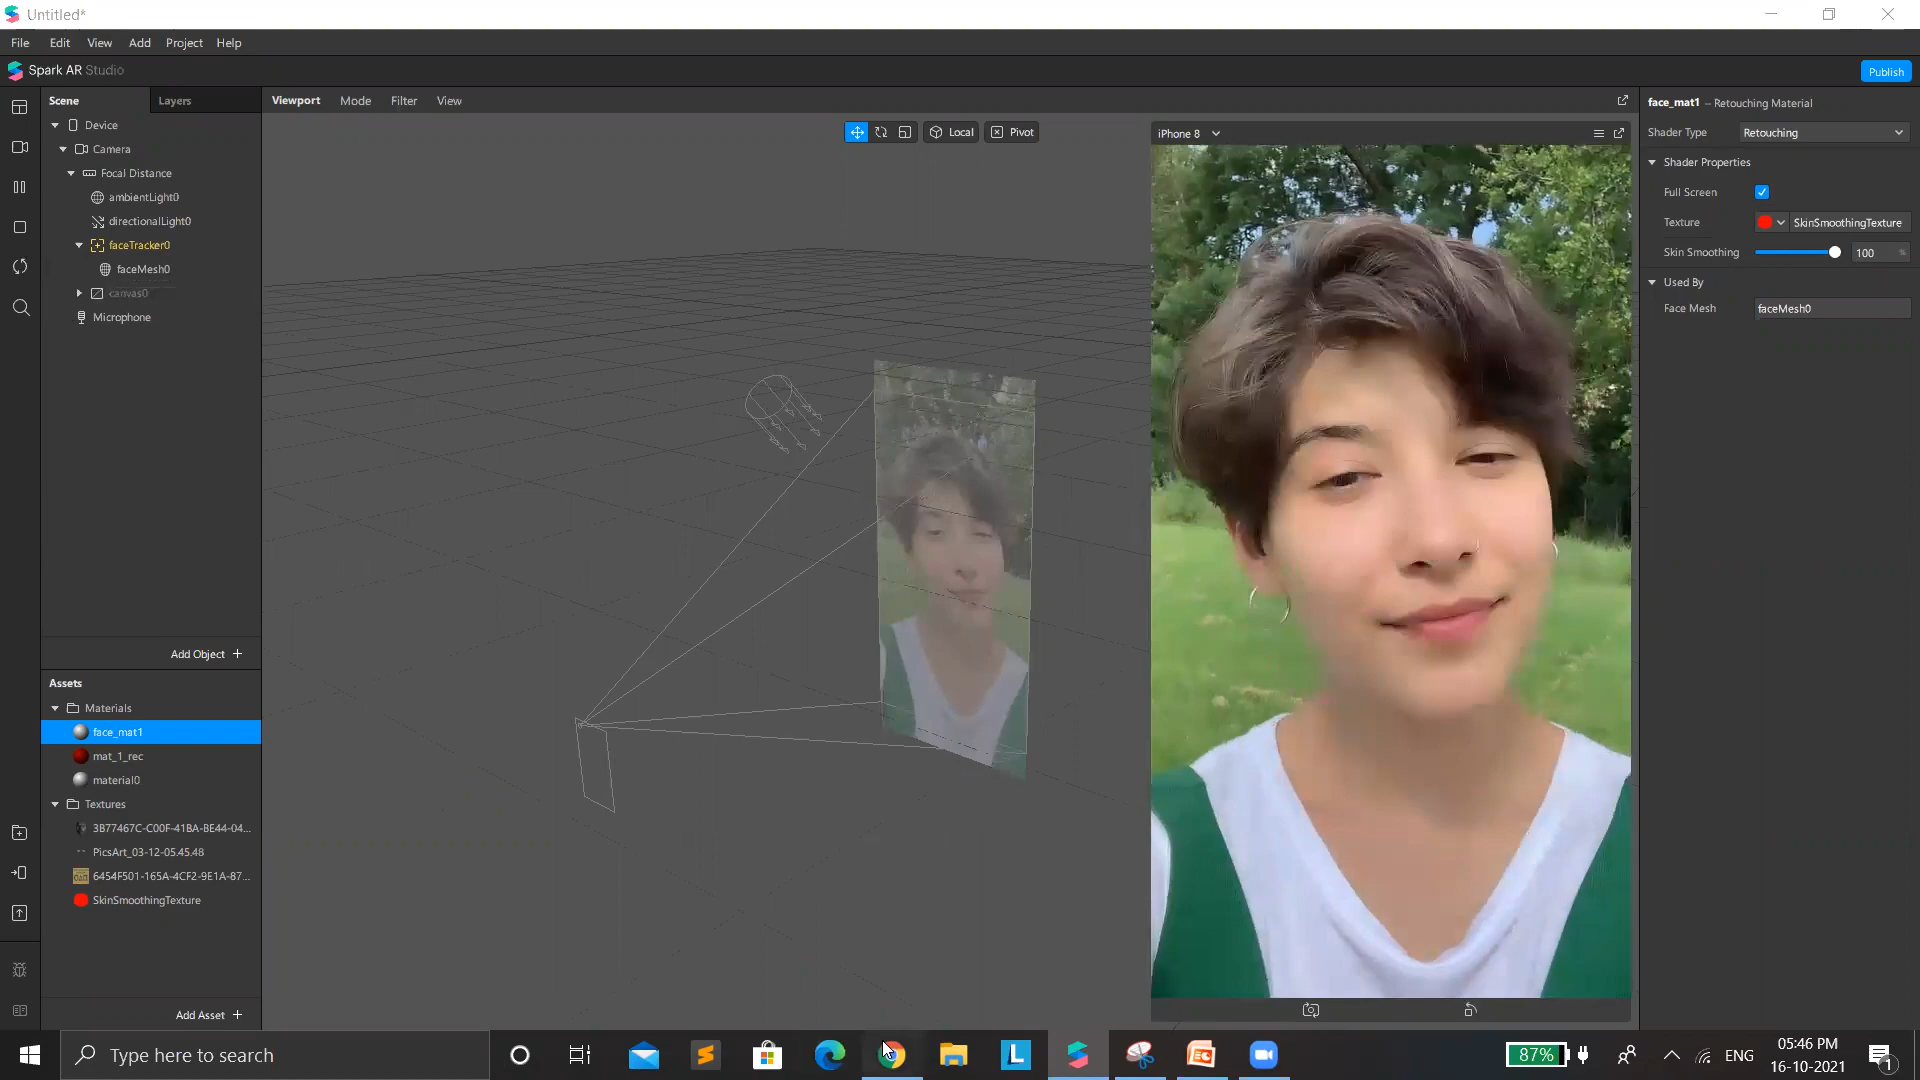 Untitled*
File Edit View Add Project Help
Spark AR Studio
Publish
Scene Layers
Device
Camera
Focal Distance
ambientLight0
directionalLight0
faceTracker0
faceMesh0
canvas0
Microphone
Add Object +
Assets
Materials
face_mat1
mat_1_rec
material0
Textures
3B77467C-C00F-41BA-BE44-04...
PicsArt_03-12-05.45.48
6454F501-165A-4CF2-9E1A-87...
SkinSmoothingTexture
Add Asset +
Viewport Mode Filter View
Local Pivot
iPhone 8
face_mat1 – Retouching Material
Shader Type Retouching
Shader Properties
Full Screen
Texture SkinSmoothingTexture
Skin Smoothing 100 %
Used By
Face Mesh faceMesh0
Type here to search
L
87%
ENG
05:46 PM
16-10-2021
1